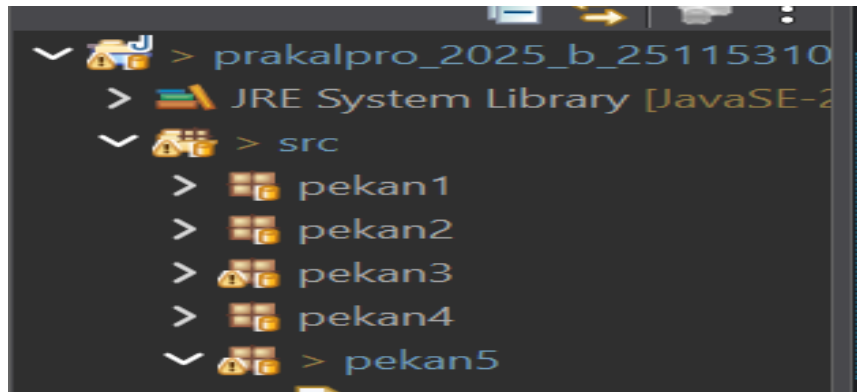 > prakalpro_2025_b_25115310
JRE System Library [JavaSE-2
> src
pekan1
pekan2
pekan3
pekan4
> pekan5